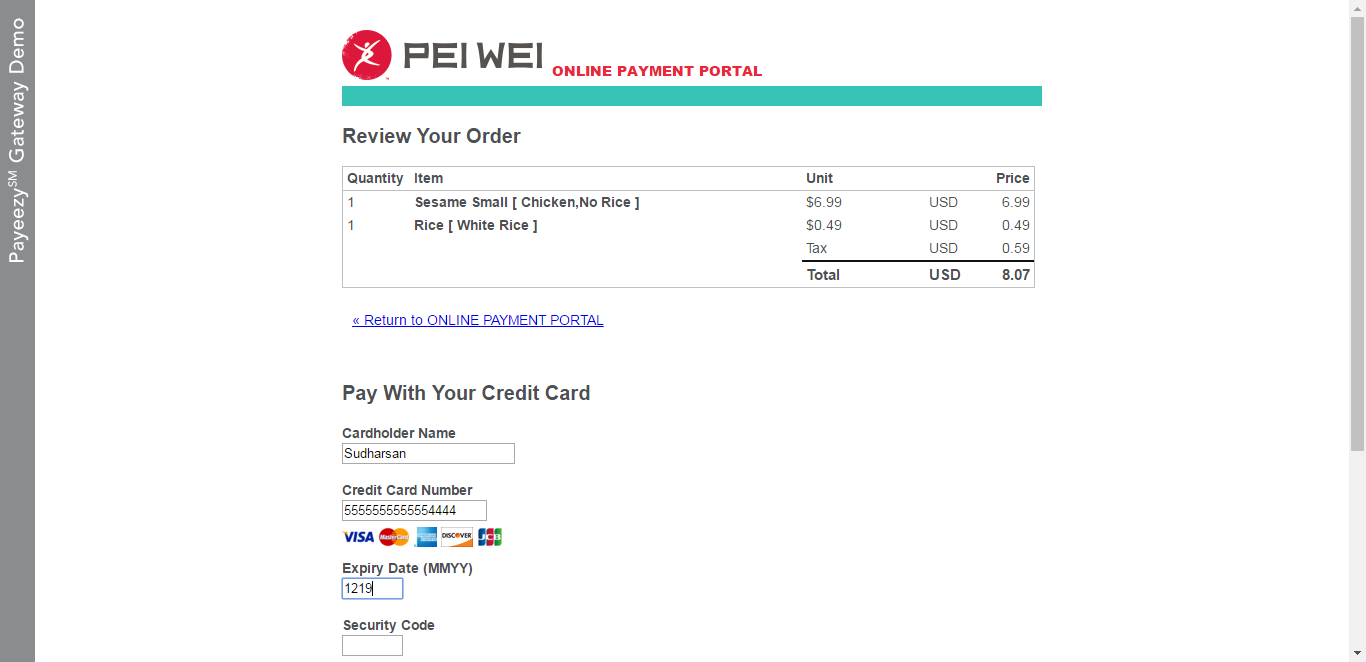 Payeezy℠ Gateway Demo
PEI WEI ONLINE PAYMENT PORTAL
Review Your Order
Quantity Item Unit Price
1 Sesame Small [ Chicken,No Rice ] $6.99 USD 6.99
1 Rice [ White Rice ] $0.49 USD 0.49
Tax USD 0.59
Total USD 8.07
« Return to ONLINE PAYMENT PORTAL
Pay With Your Credit Card
Cardholder Name
Sudharsan
Credit Card Number
5555555555554444
VISA MasterCard DISCOVER JCB
Expiry Date (MMYY)
1219
Security Code